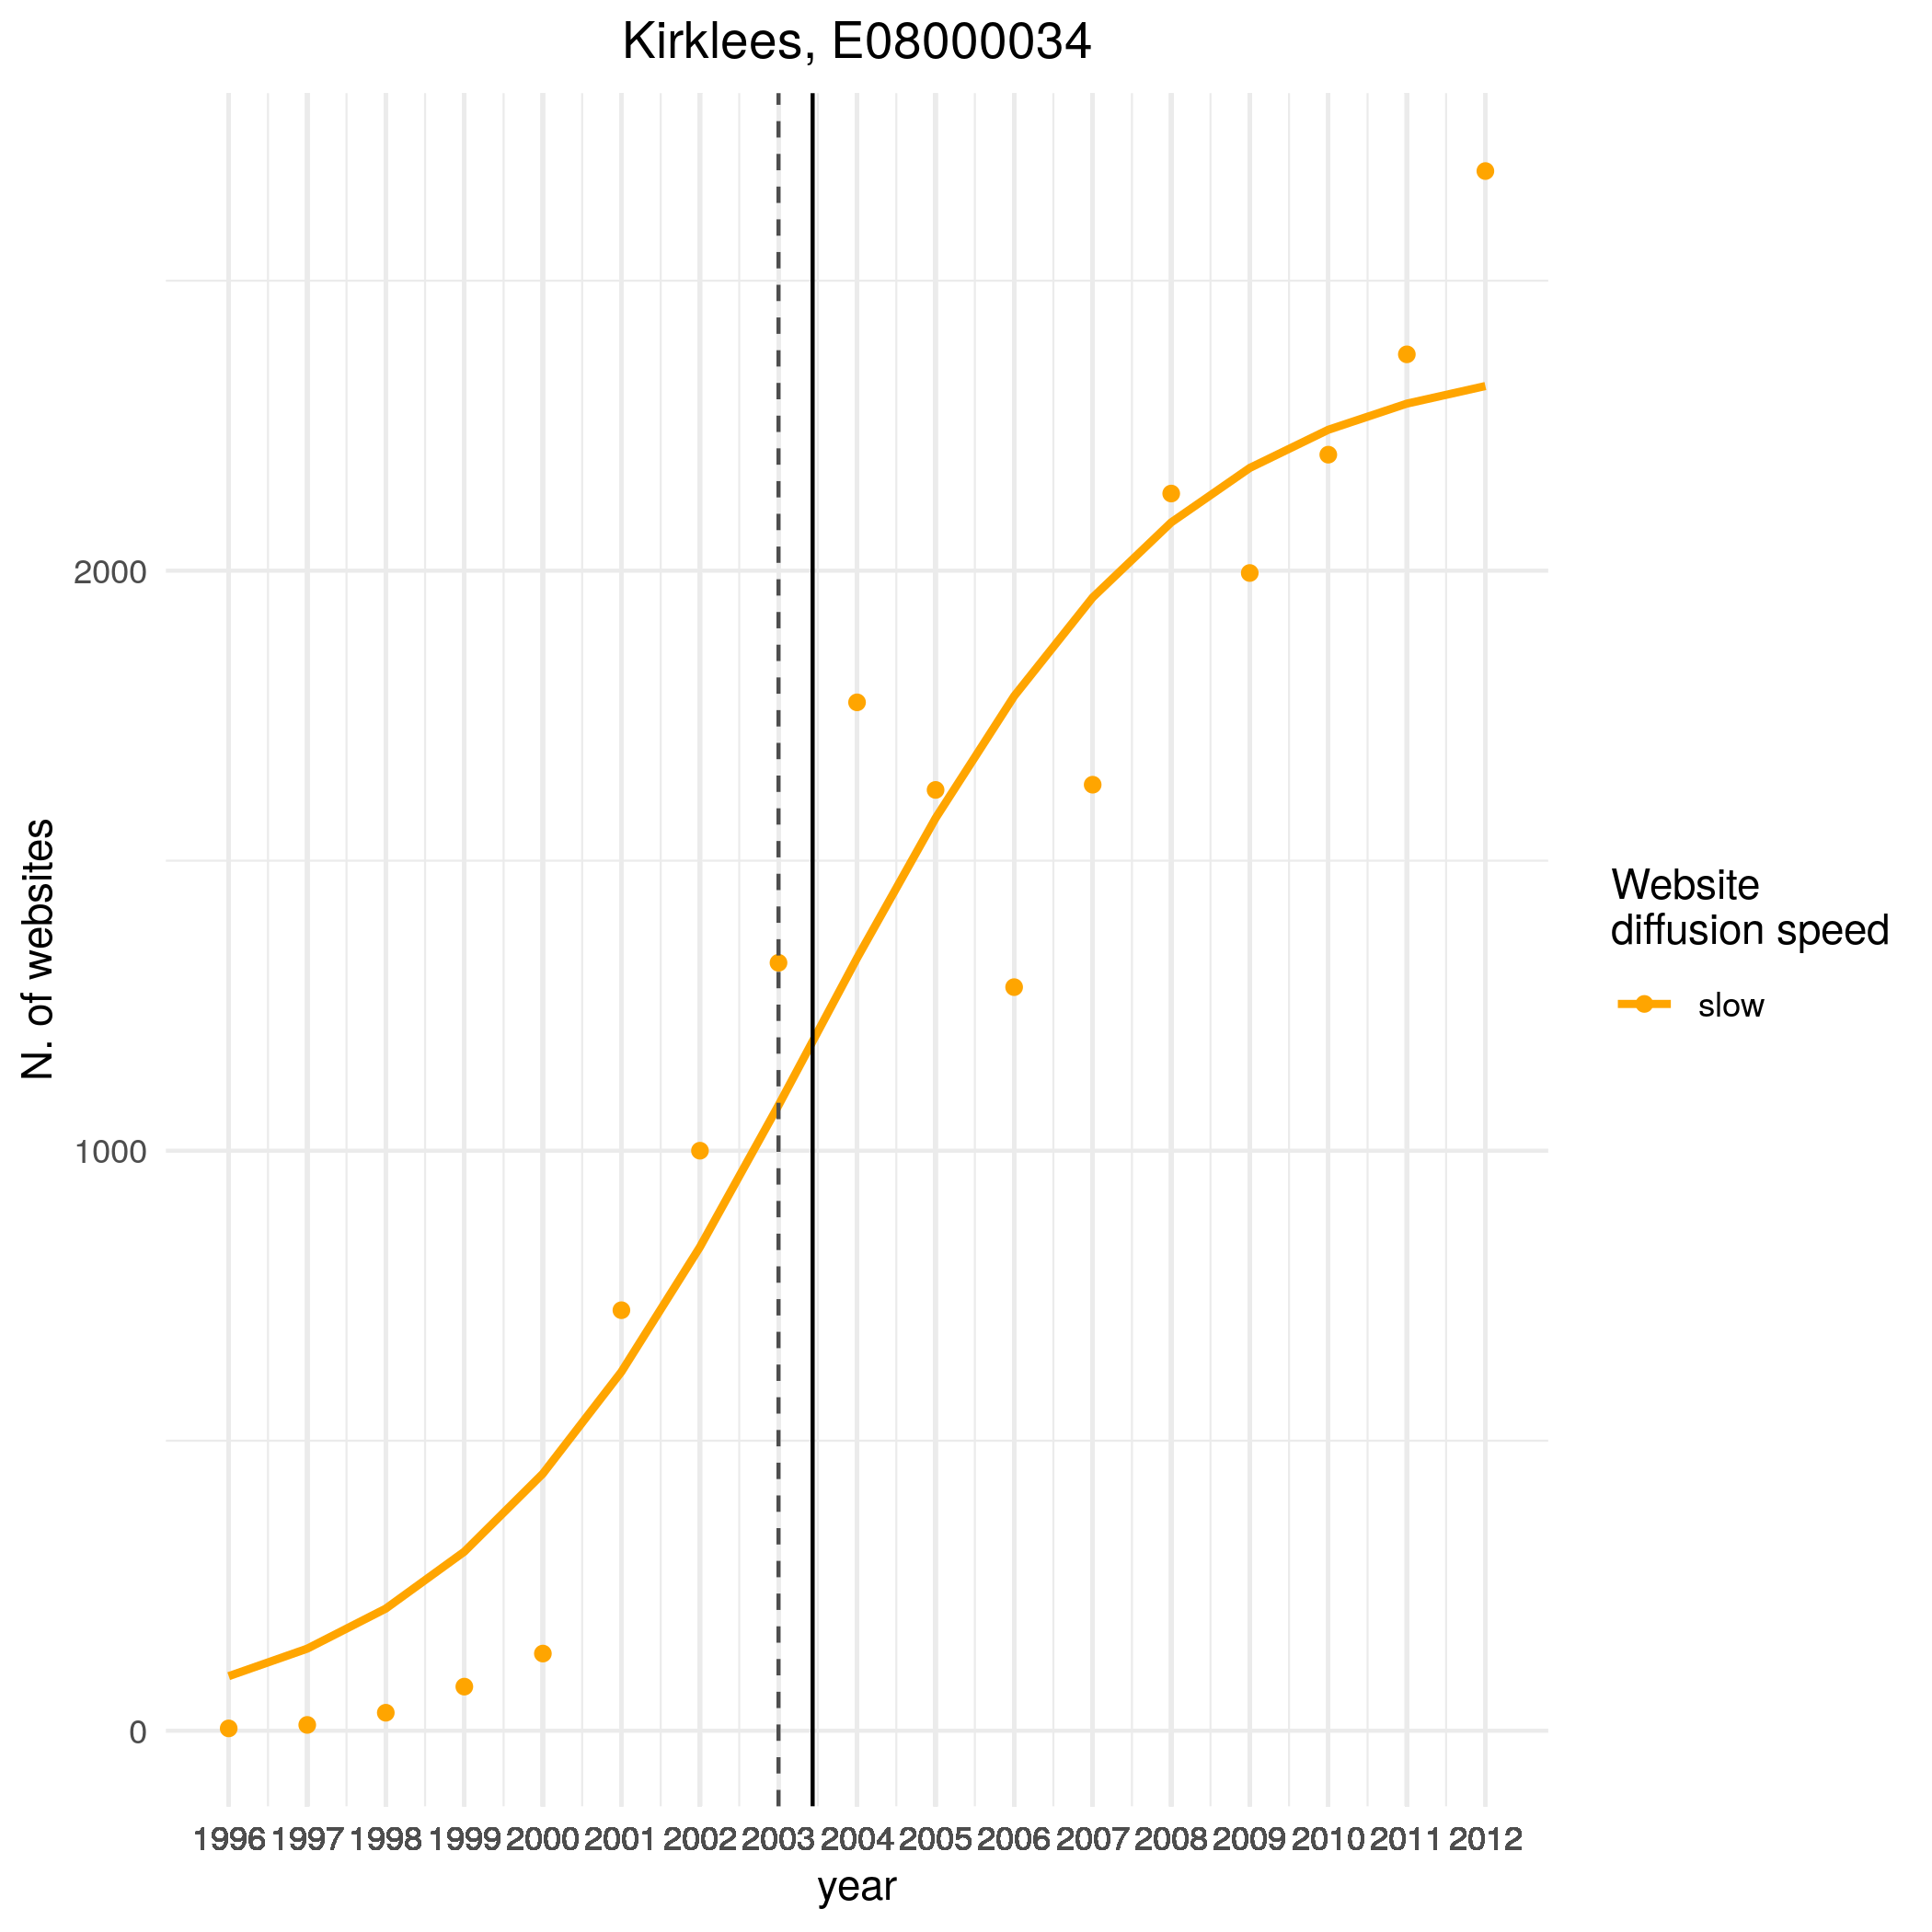 Kirklees, E08000034
N. of websites
2000
1000
0
1996 1997 1998 1999 2000 2001 2002 2003 2004 2005 2006 2007 2008 2009 2010 2011 2012
year
Website
diffusion speed
slow